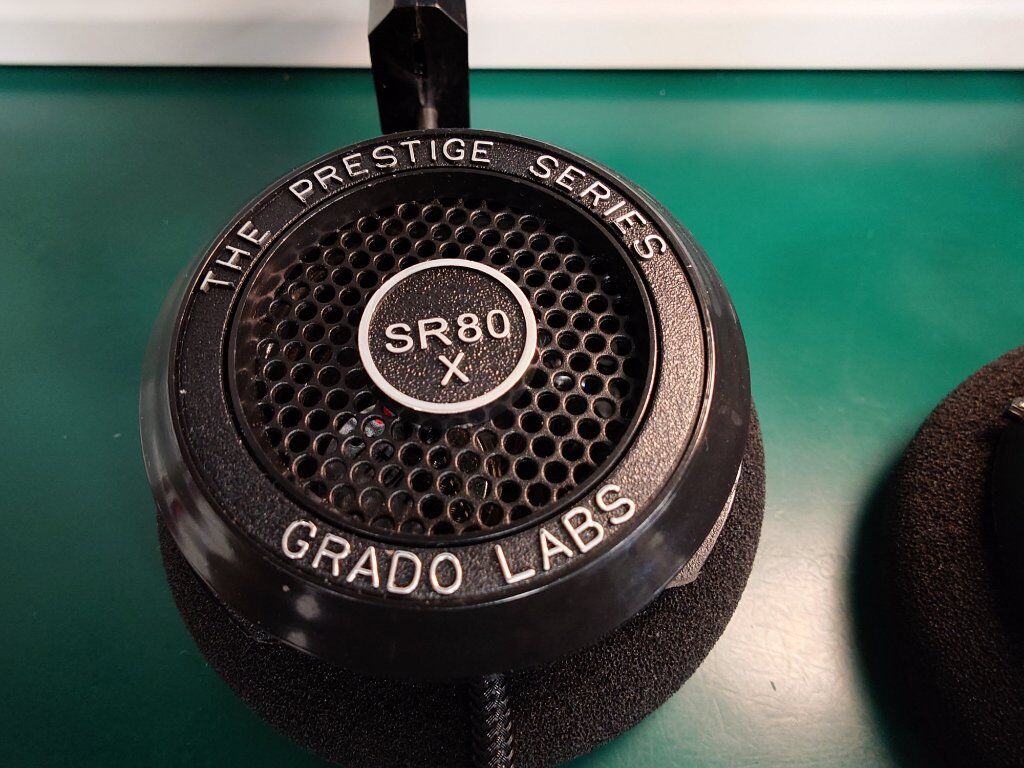 THE PRESTIGE SERIES
SR80
X
GRADO LABS